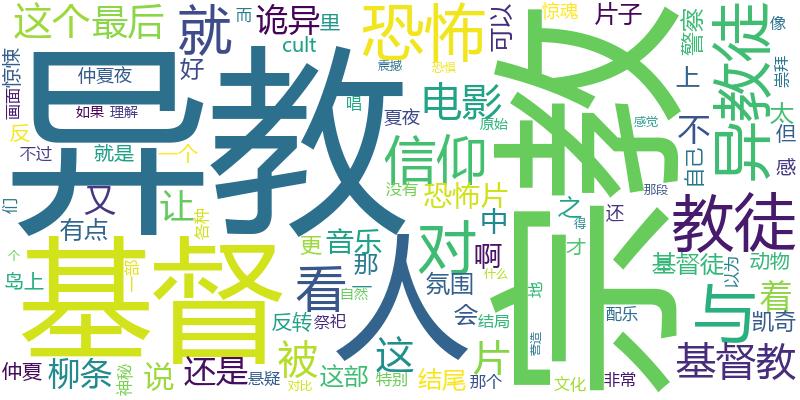 这个最后
就
诡异
里
而
cult
恐怖
可以
惊魂
片子
警察
异教徒
像
崇拜
惊悚
画面
仲夏夜
好
震撼
恐惧
电影
宗教
上
太
但
感
如果
理解
唱
夏夜
原始
感觉
不
自己
反
异教
信仰
不过
就是
一个
没有
恐怖片
那段
们
有点
又
让
各种
音乐
更
那
对
中
啊
之
得
才
还
教徒
个
岛上
一部
基督
看
人
自然
氛围
会
什么
把
基督徒
以为
动物
与
着
凯奇
仲夏
柳条
神秘
说
还是
悬疑
反转
祭祀
被
对比
这部
这
特别
结局
结尾
片
那个
营造
配乐
文化
非常
基督教